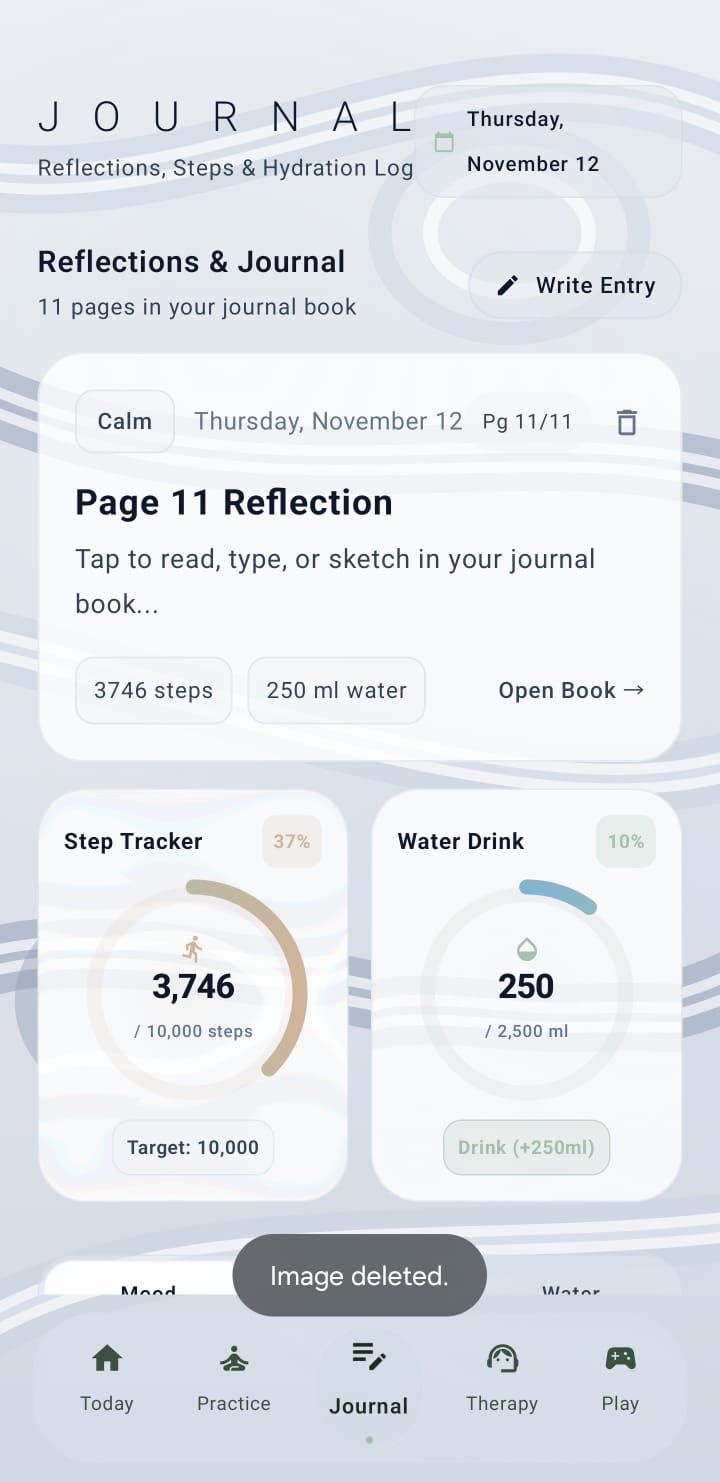 JOURNAL
Thursday,
November 12
Reflections, Steps & Hydration Log
Reflections & Journal
11 pages in your journal book
Write Entry
Calm
Thursday, November 12
Pg 11/11
Page 11 Reflection
Tap to read, type, or sketch in your journal
book...
3746 steps
250 ml water
Open Book →
Step Tracker
37%
3,746
/ 10,000 steps
Target: 10,000
Water Drink
10%
250
/ 2,500 ml
Drink (+250ml)
Mood
Water
Image deleted.
Today
Practice
Journal
Therapy
Play